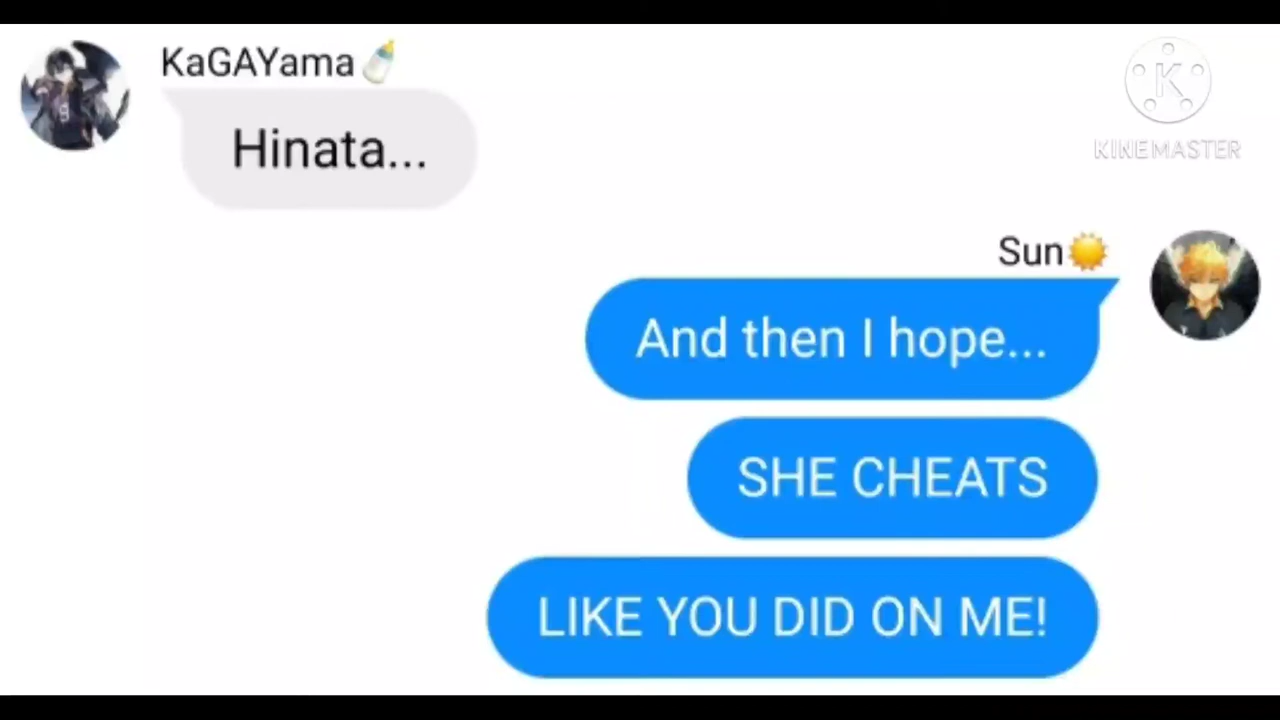 KaGAYama🍼
K
KINEMASTER
Hinata...
Sun☀️
And then I hope...
SHE CHEATS
LIKE YOU DID ON ME!